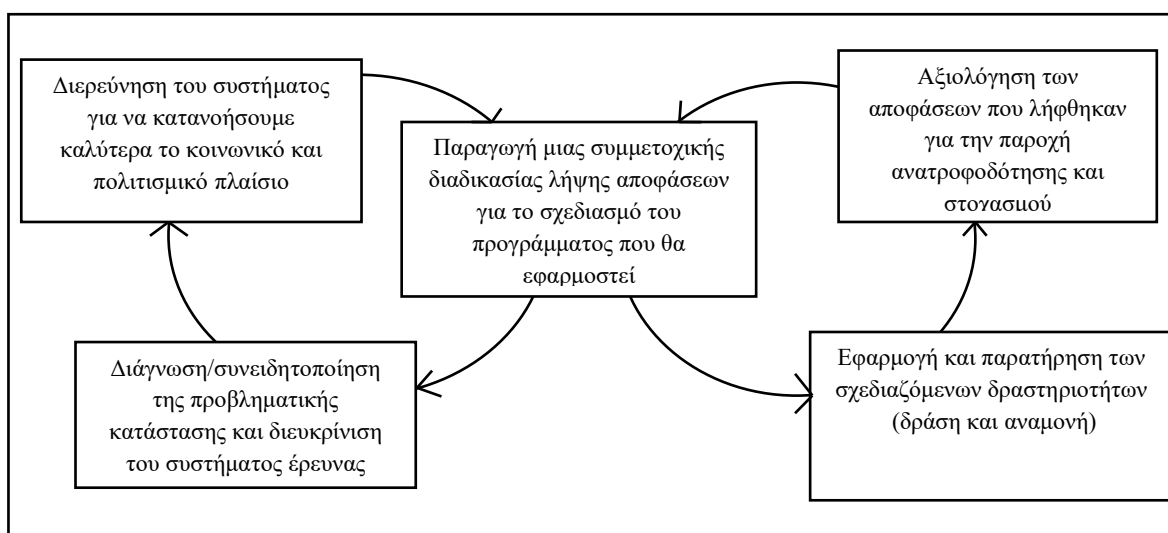 Διερεύνηση του συστήματος
για να κατανοήσουμε
καλύτερα το κοινωνικό και
πολιτισμικό πλαίσιο
Παραγωγή μιας συμμετοχικής
διαδικασίας λήψης αποφάσεων
για το σχεδιασμό του
προγράμματος που θα
εφαρμοστεί
Αξιολόγηση των
αποφάσεων που λήφθηκαν
για την παροχή
ανατροφοδότησης και
στοχασμού
Διάγνωση/συνειδητοποίηση
της προβληματικής
κατάστασης και διευκρίνιση
του συστήματος έρευνας
Εφαρμογή και παρατήρηση των
σχεδιαζόμενων δραστηριοτήτων
(δράση και αναμονή)